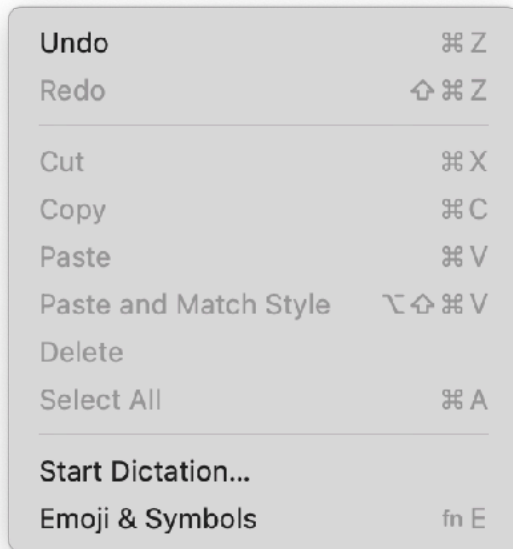 Undo ⌘ Z
Redo ⇧ ⌘ Z
Cut ⌘ X
Copy ⌘ C
Paste ⌘ V
Paste and Match Style ⌥ ⇧ ⌘ V
Delete
Select All ⌘ A
Start Dictation...
Emoji & Symbols fn E